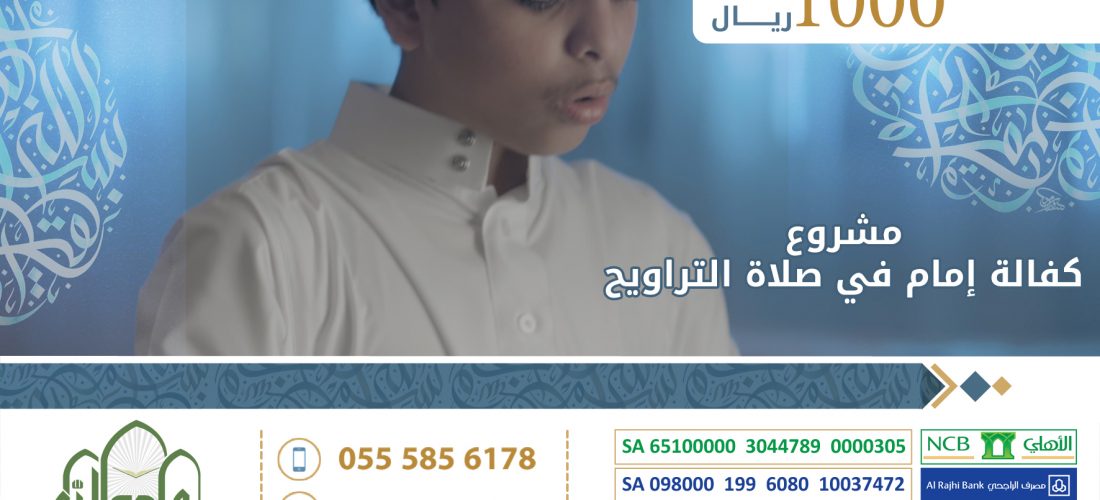 1000
ريال
مشروع
كفالة إمام في صلاة التراويح
055 585 6178
SA 65100000 3044789 0000305
NCB الأهلي
SA 098000 199 6080 10037472
Al Rajhi Bank مصرف الراجحي